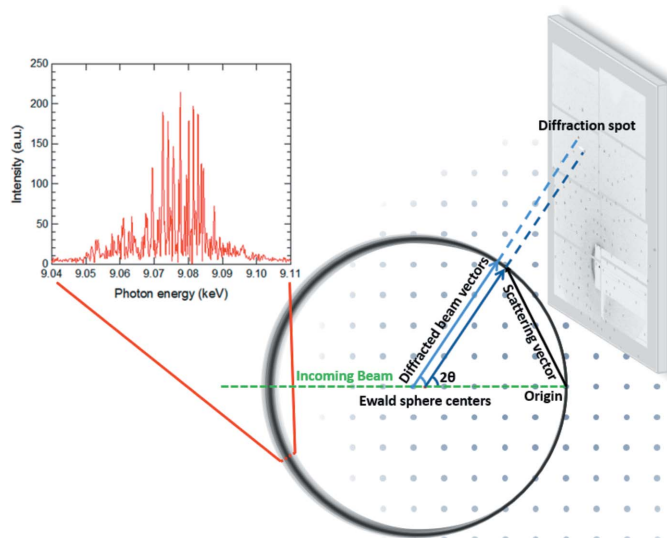 250
200
150
100
50
0
Intensity (a.u.)
9.04 9.05 9.06 9.07 9.08 9.09 9.10 9.11
Photon energy (keV)
Diffraction spot
Diffracted beam vectors
Scattering vector
Incoming Beam
2θ
Ewald sphere centers
Origin